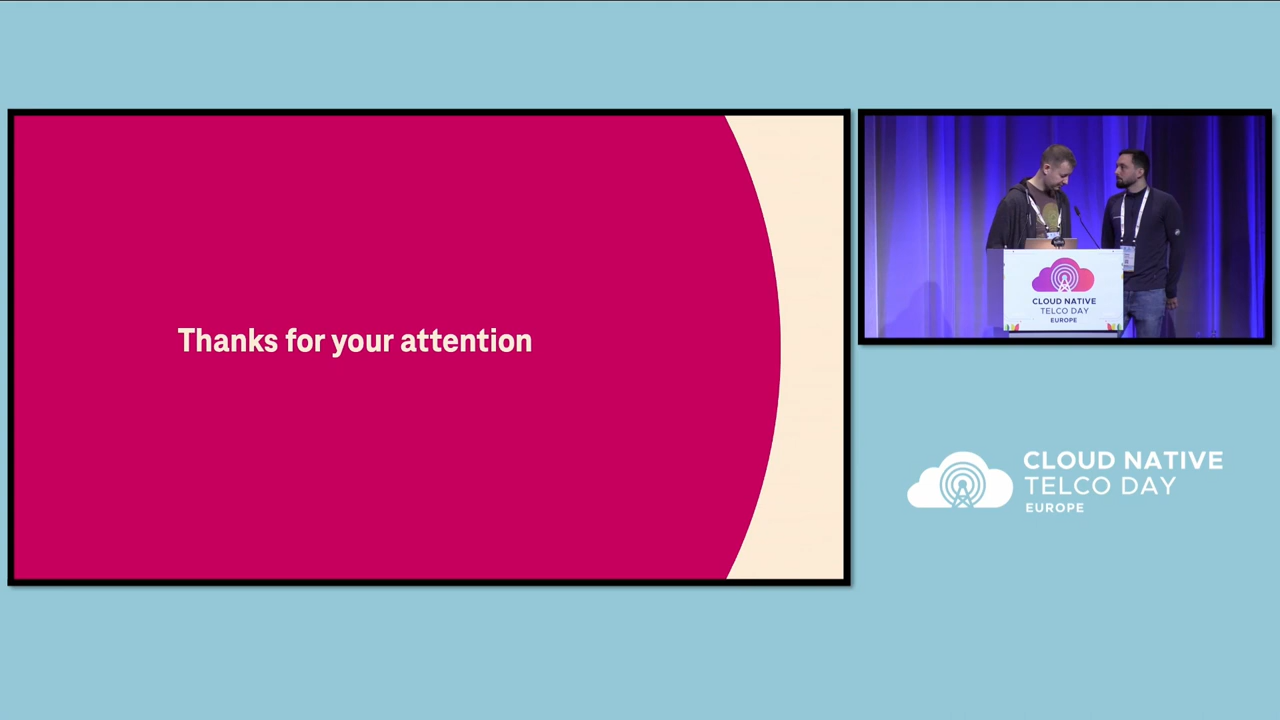 Thanks for your attention
CLOUD NATIVE
TELCO DAY
EUROPE
CLOUD NATIVE
TELCO DAY
EUROPE